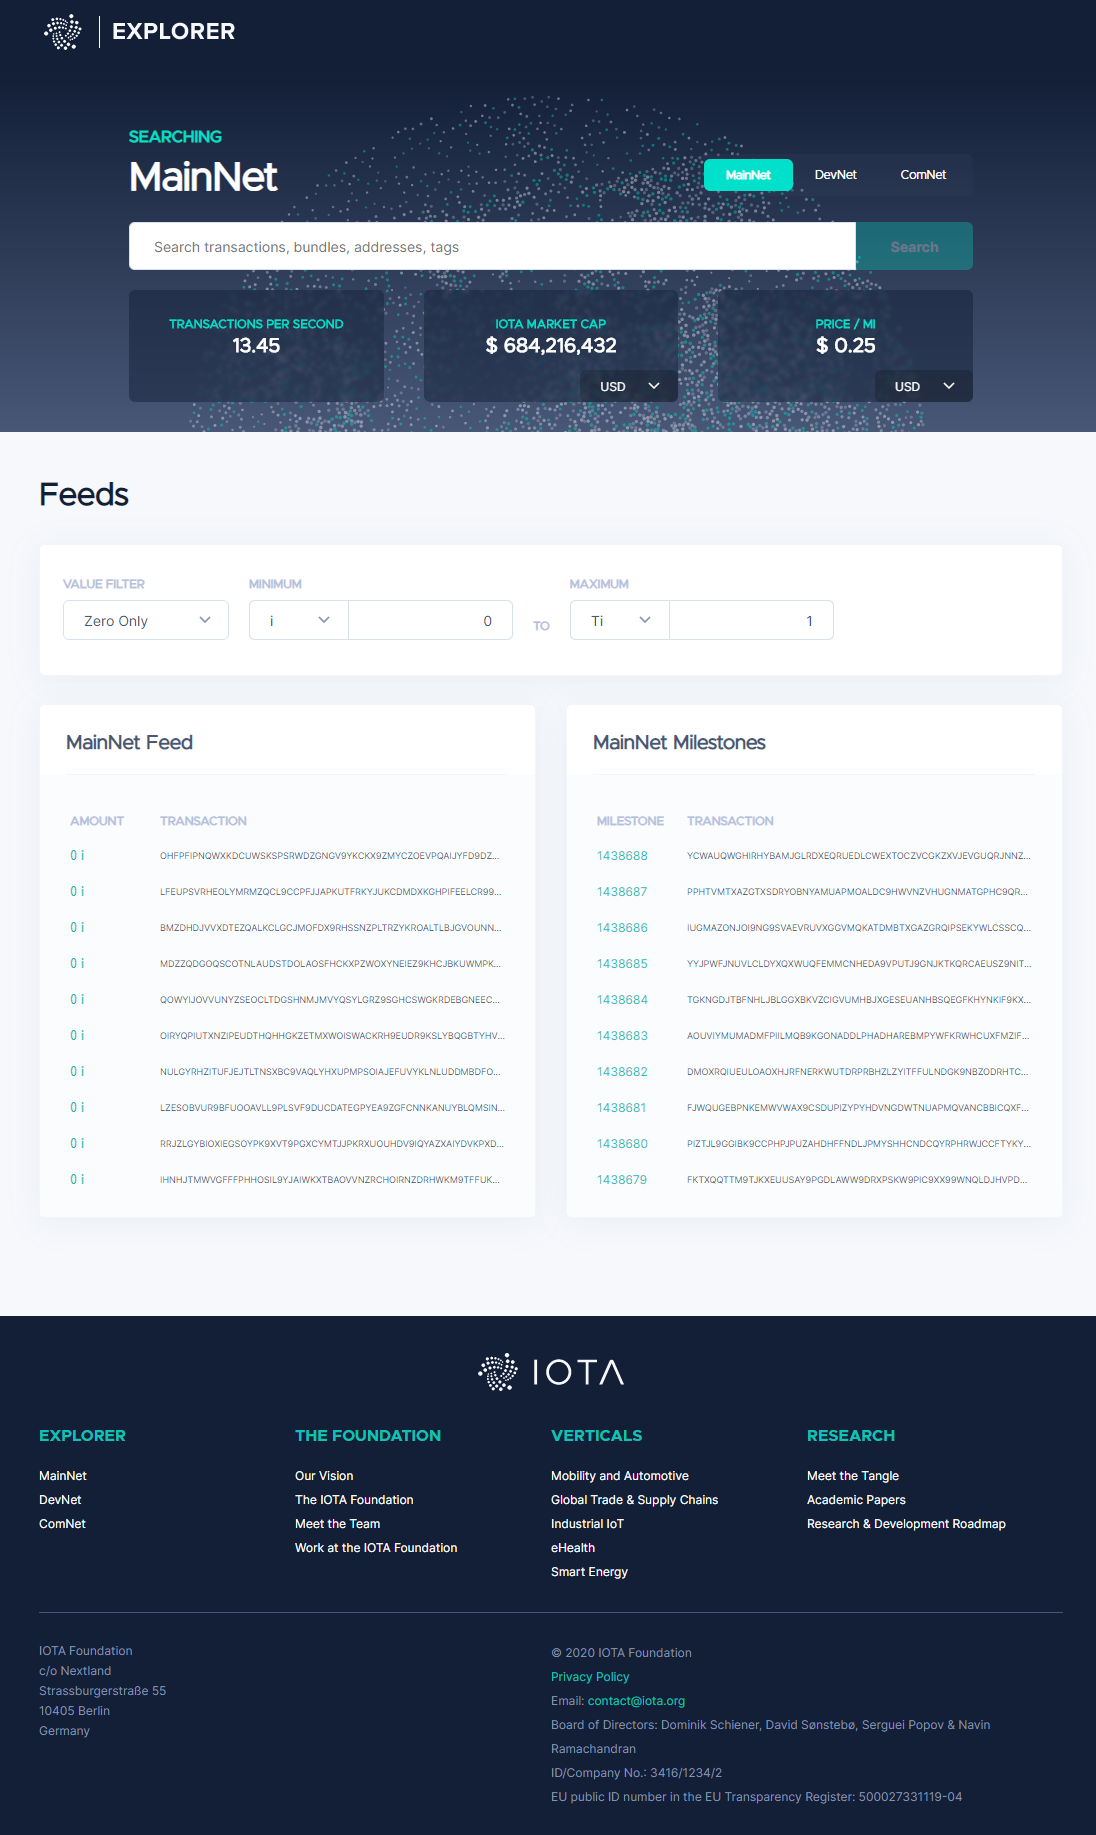 EXPLORER
SEARCHING
MainNet
MainNet DevNet ComNet
Search transactions, bundles, addresses, tags Search
TRANSACTIONS PER SECOND
13.45
IOTA MARKET CAP
$ 684,216,432
USD
PRICE / MI
$ 0.25
USD
Feeds
VALUE FILTER MINIMUM MAXIMUM
Zero Only i 0 TO Ti 1
MainNet Feed
AMOUNT TRANSACTION
0 i OHFPFIPNQWXKDCUWSKSPSRWDZGNGV9YKCKX9ZMYCZOEVPQAIJYFD9DZ...
0 i LFEUPSVRHEOLYMRMZQCL9CCPFJJAPKUTFRKYJUKCDMDXKGHPIFEELCR99...
0 i BMZDHDJVVXDTEZQALKCLGCJMOFDX9RHSSNZPLTRZYKROALTLBJGVOUNN...
0 i MDZZQDGOQSCOTNLAUDSTDOLAOSFHCKXPZWOXYNEIEZ9KHCJBKUWMPK...
0 i QOWYIJOVVUNYZSEOCLTDGSHNMJMVYQSYLGRZ9SGHCSWGKRDEBGNEEC...
0 i OIRYQPIUTXNZIPEUDTHQHHGKZETMXWOISWACKRH9EUDR9KSLYBQGBTYHV...
0 i NULGYRHZITUFJEJTLTNSXBC9VAQLYHXUPMPSOIAJEFUVYKLNLUDDMBDFO...
0 i LZESOBVUR9BFUOOAVLL9PLSVF9DUCDATEGPYEA9ZGFCNNKANUYBLQMSIN...
0 i RRJZLGYBIOXIEGSOYPK9XVT9PGXCYMTJJPKRXUOUHDV9IQYAZXAIYDVKPXD...
0 i IHNHJTMWVGFFFPHHOSIL9YJAIWKXTBAOVVNZRCHOIRNZDRHWKM9TFFUK...
MainNet Milestones
MILESTONE TRANSACTION
1438688 YCWAUQWGHIRHYBAMJGLRDXEQRUEDLCWEXTOCZVCGKZXVJEVGUQRJNNZ...
1438687 PPHTVMTXAZGTXSDRYOBNYAMUAPMOALDC9HWVNZVHUGNMATGPHC9QR...
1438686 IUGMAZONJOI9NG9SVAEVRUVXGGVMQKATDMBTXGAZGRQIPSEKYWLCSSCQ...
1438685 YYJPWFJNUVLCLDYXQXWUQFEMMCNHEDA9VPUTJ9GNJKTKQRCAEUSZ9NIT...
1438684 TGKNGDJTBFNHLJBLGGXBKVZCIGVUMHBJXGESEUANHBSQEGFKHYNKIF9KX...
1438683 AOUVIYMUMADMFPIILMQB9KGONADDLPHADHAREBMPYWFKRWHCUXFMZIF...
1438682 DMOXRQIUEULOAOXHJRFNERKWUTDRPRBHZLZYITFFULNDGK9NBZODRHTC...
1438681 FJWQUGEBPNKEMWVWAX9CSDUPIZYPYHDVNGDWTNUAPMQVANCBBICQXF...
1438680 PIZTJL9GGIBK9CCPHPJPUZAHDHFFNDLJPMYSHHCNDCQYRPHRWJCCFTYKY...
1438679 FKTXQQTTM9TJKXEUUSAY9PGDLAWW9DRXPSKW9PIC9XX99WNQLDJHVPD...
IOTA
EXPLORER
MainNet
DevNet
ComNet
THE FOUNDATION
Our Vision
The IOTA Foundation
Meet the Team
Work at the IOTA Foundation
VERTICALS
Mobility and Automotive
Global Trade & Supply Chains
Industrial IoT
eHealth
Smart Energy
RESEARCH
Meet the Tangle
Academic Papers
Research & Development Roadmap
IOTA Foundation
c/o Nextland
Strassburgerstraße 55
10405 Berlin
Germany
© 2020 IOTA Foundation
Privacy Policy
Email: contact@iota.org
Board of Directors: Dominik Schiener, David Sønstebø, Serguei Popov & Navin
Ramachandran
ID/Company No.: 3416/1234/2
EU public ID number in the EU Transparency Register: 500027331119-04